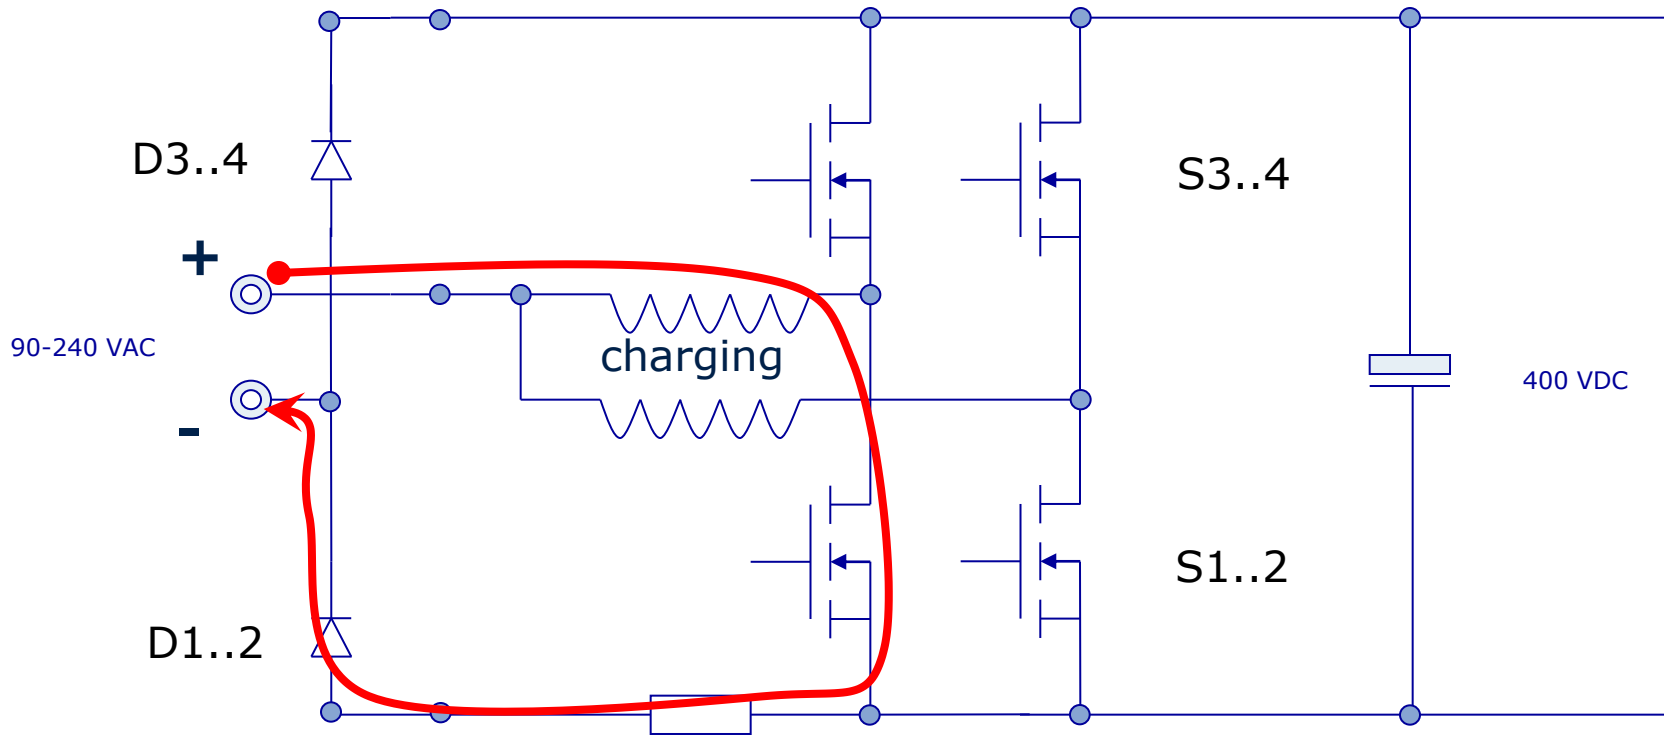 D3..4
S3..4
+
90-240 VAC
charging
400 VDC
-
S1..2
D1..2